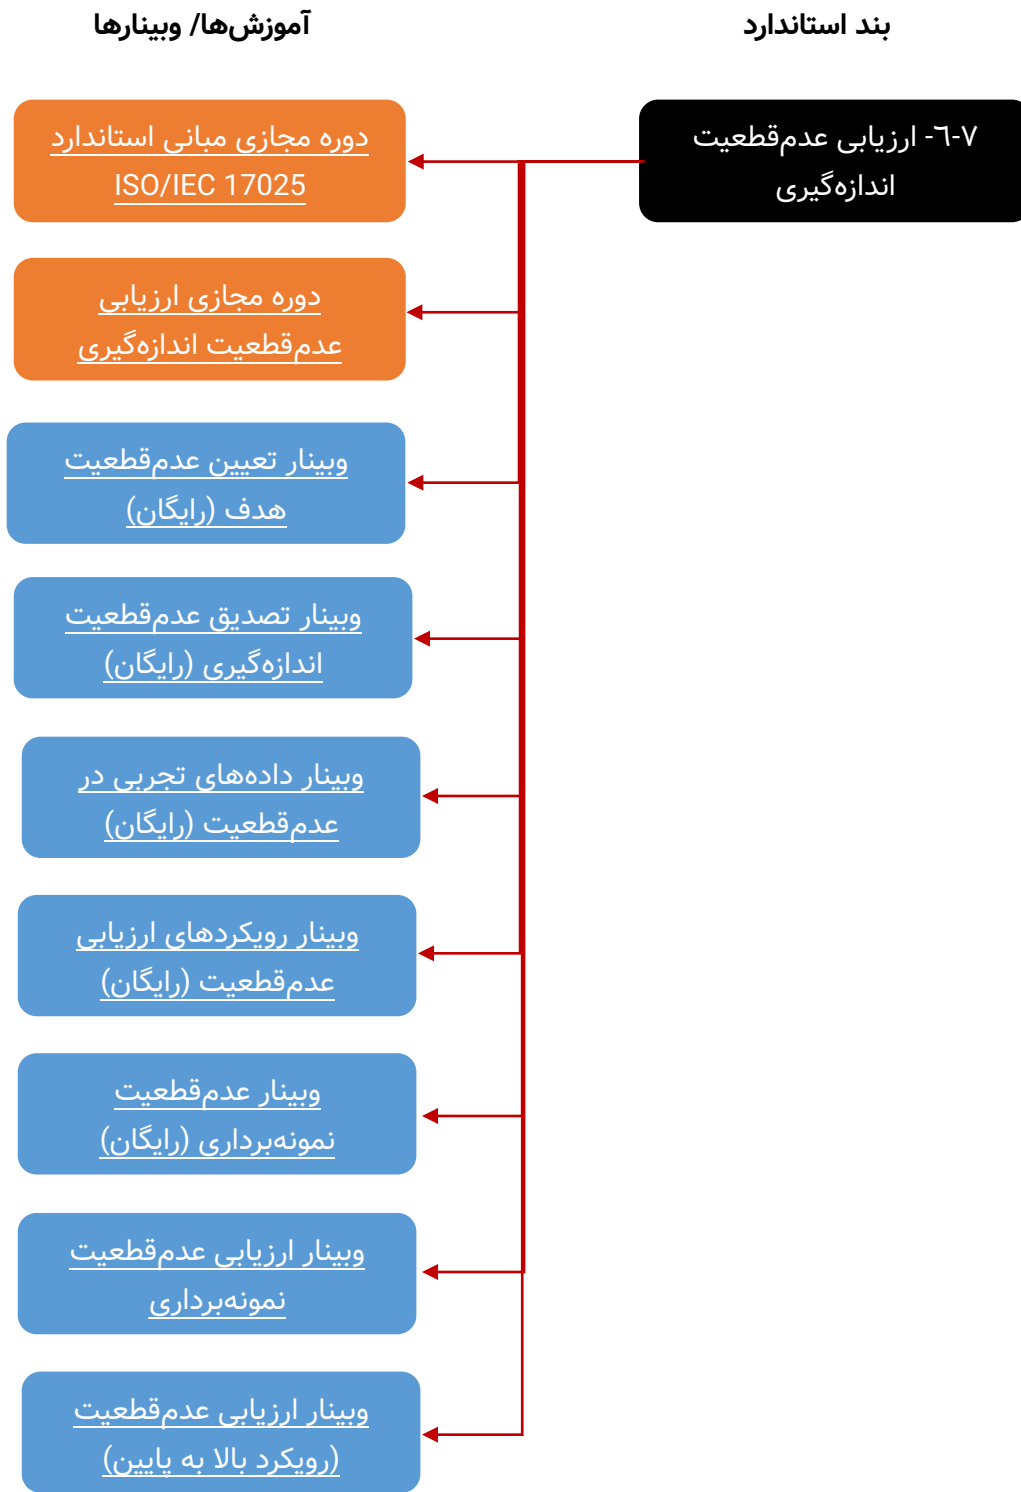 بند استاندارد
آموزش‌ها/ وبینارها
۷-٦- ارزیابی عدم‌قطعیت
اندازه‌گیری
دوره مجازی مبانی استاندارد
ISO/IEC 17025
دوره مجازی ارزیابی
عدم‌قطعیت اندازه‌گیری
وبینار تعیین عدم‌قطعیت
هدف (رایگان)
وبینار تصدیق عدم‌قطعیت
اندازه‌گیری (رایگان)
وبینار داده‌های تجربی در
عدم‌قطعیت (رایگان)
وبینار رویکردهای ارزیابی
عدم‌قطعیت (رایگان)
وبینار عدم‌قطعیت
نمونه‌برداری (رایگان)
وبینار ارزیابی عدم‌قطعیت
نمونه‌برداری
وبینار ارزیابی عدم‌قطعیت
(رویکرد بالا به پایین)